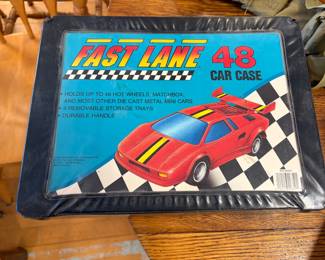 FAST LANE 48
CAR CASE
• HOLDS UP TO 48 HOT WHEELS, MATCHBOX,
AND MOST OTHER DIE CAST METAL MINI CARS
• 4 REMOVABLE STORAGE TRAYS
• DURABLE HANDLE